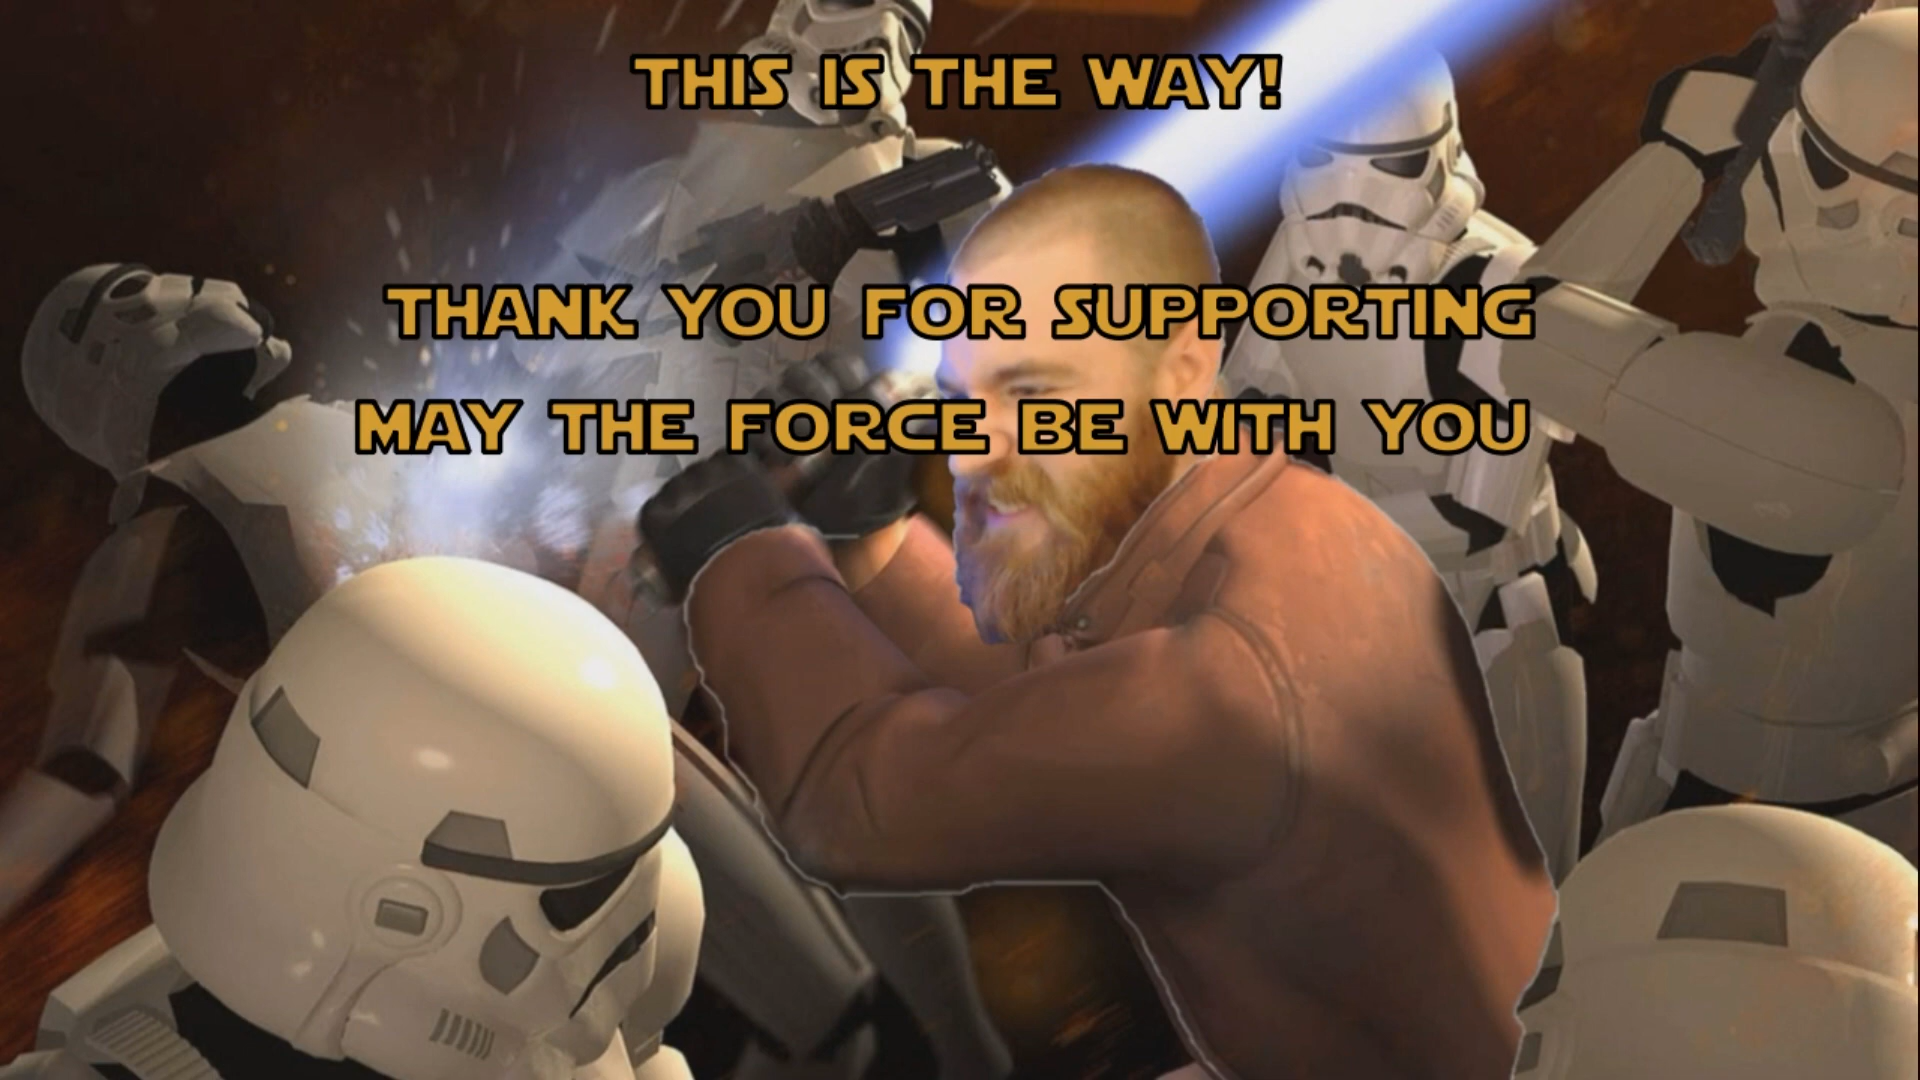 THIS IS THE WAY!
THANK YOU FOR SUPPORTING
MAY THE FORCE BE WITH YOU